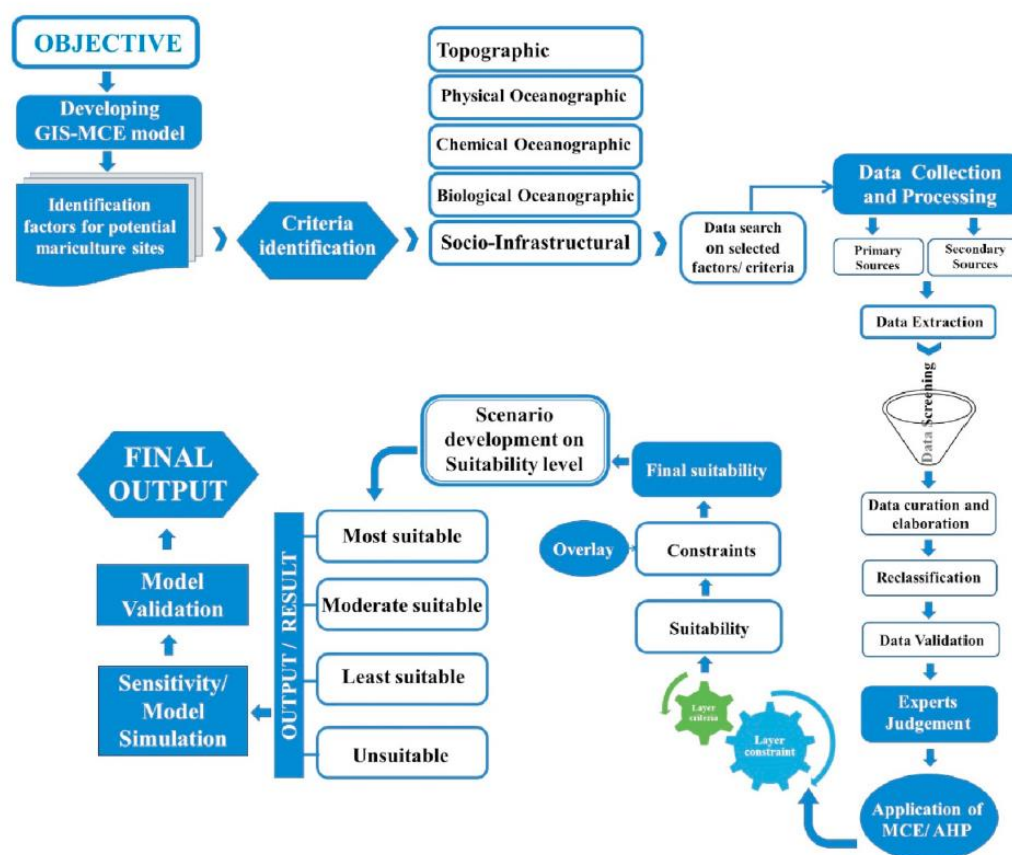 OBJECTIVE
Developing
GIS-MCE model
Identification
factors for potential
mariculture sites
Criteria
identification
Topographic
Physical Oceanographic
Chemical Oceanographic
Biological Oceanographic
Socio-Infrastructural
Data search
on selected
factors/ criteria
Data Collection
and Processing
Primary
Sources
Secondary
Sources
Data Extraction
Data Screening
Data curation and
elaboration
Reclassification
Data Validation
Experts
Judgement
Application of
MCE/ AHP
Layer
constraint
Layer
criteria
Suitability
Constraints
Overlay
Final suitability
Scenario
development on
Suitability level
OUTPUT / RESULT
Most suitable
Moderate suitable
Least suitable
Unsuitable
Sensitivity/
Model
Simulation
Model
Validation
FINAL
OUTPUT